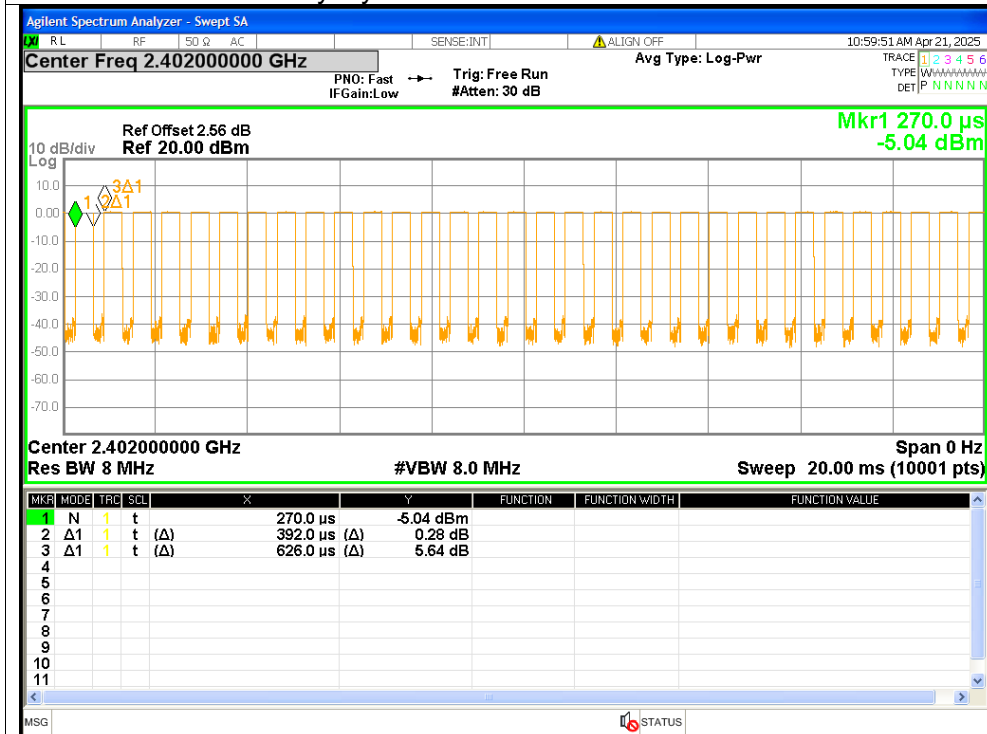 Agilent Spectrum Analyzer - Swept SA
LXI RL RF 50 Ω AC SENSE:INT ALIGN OFF 10:59:51 AM Apr 21, 2025
Center Freq 2.402000000 GHz Avg Type: Log-Pwr TRACE 1 2 3 4 5 6
PNO: Fast Trig: Free Run TYPE WWWWWW
IFGain:Low #Atten: 30 dB DET P N N N N N
Mkr1 270.0 µs
Ref Offset 2.56 dB
10 dB/div Ref 20.00 dBm -5.04 dBm
Log
10.0
3Δ1
1 2Δ1
0.00
-10.0
-20.0
-30.0
-40.0
-50.0
-60.0
-70.0
Center 2.402000000 GHz Span 0 Hz
Res BW 8 MHz #VBW 8.0 MHz Sweep 20.00 ms (10001 pts)
MKR MODE TRC SCL X Y FUNCTION FUNCTION WIDTH FUNCTION VALUE
1 N 1 t 270.0 µs -5.04 dBm
2 Δ1 1 t (Δ) 392.0 µs (Δ) 0.28 dB
3 Δ1 1 t (Δ) 626.0 µs (Δ) 5.64 dB
4
5
6
7
8
9
10
11
MSG STATUS